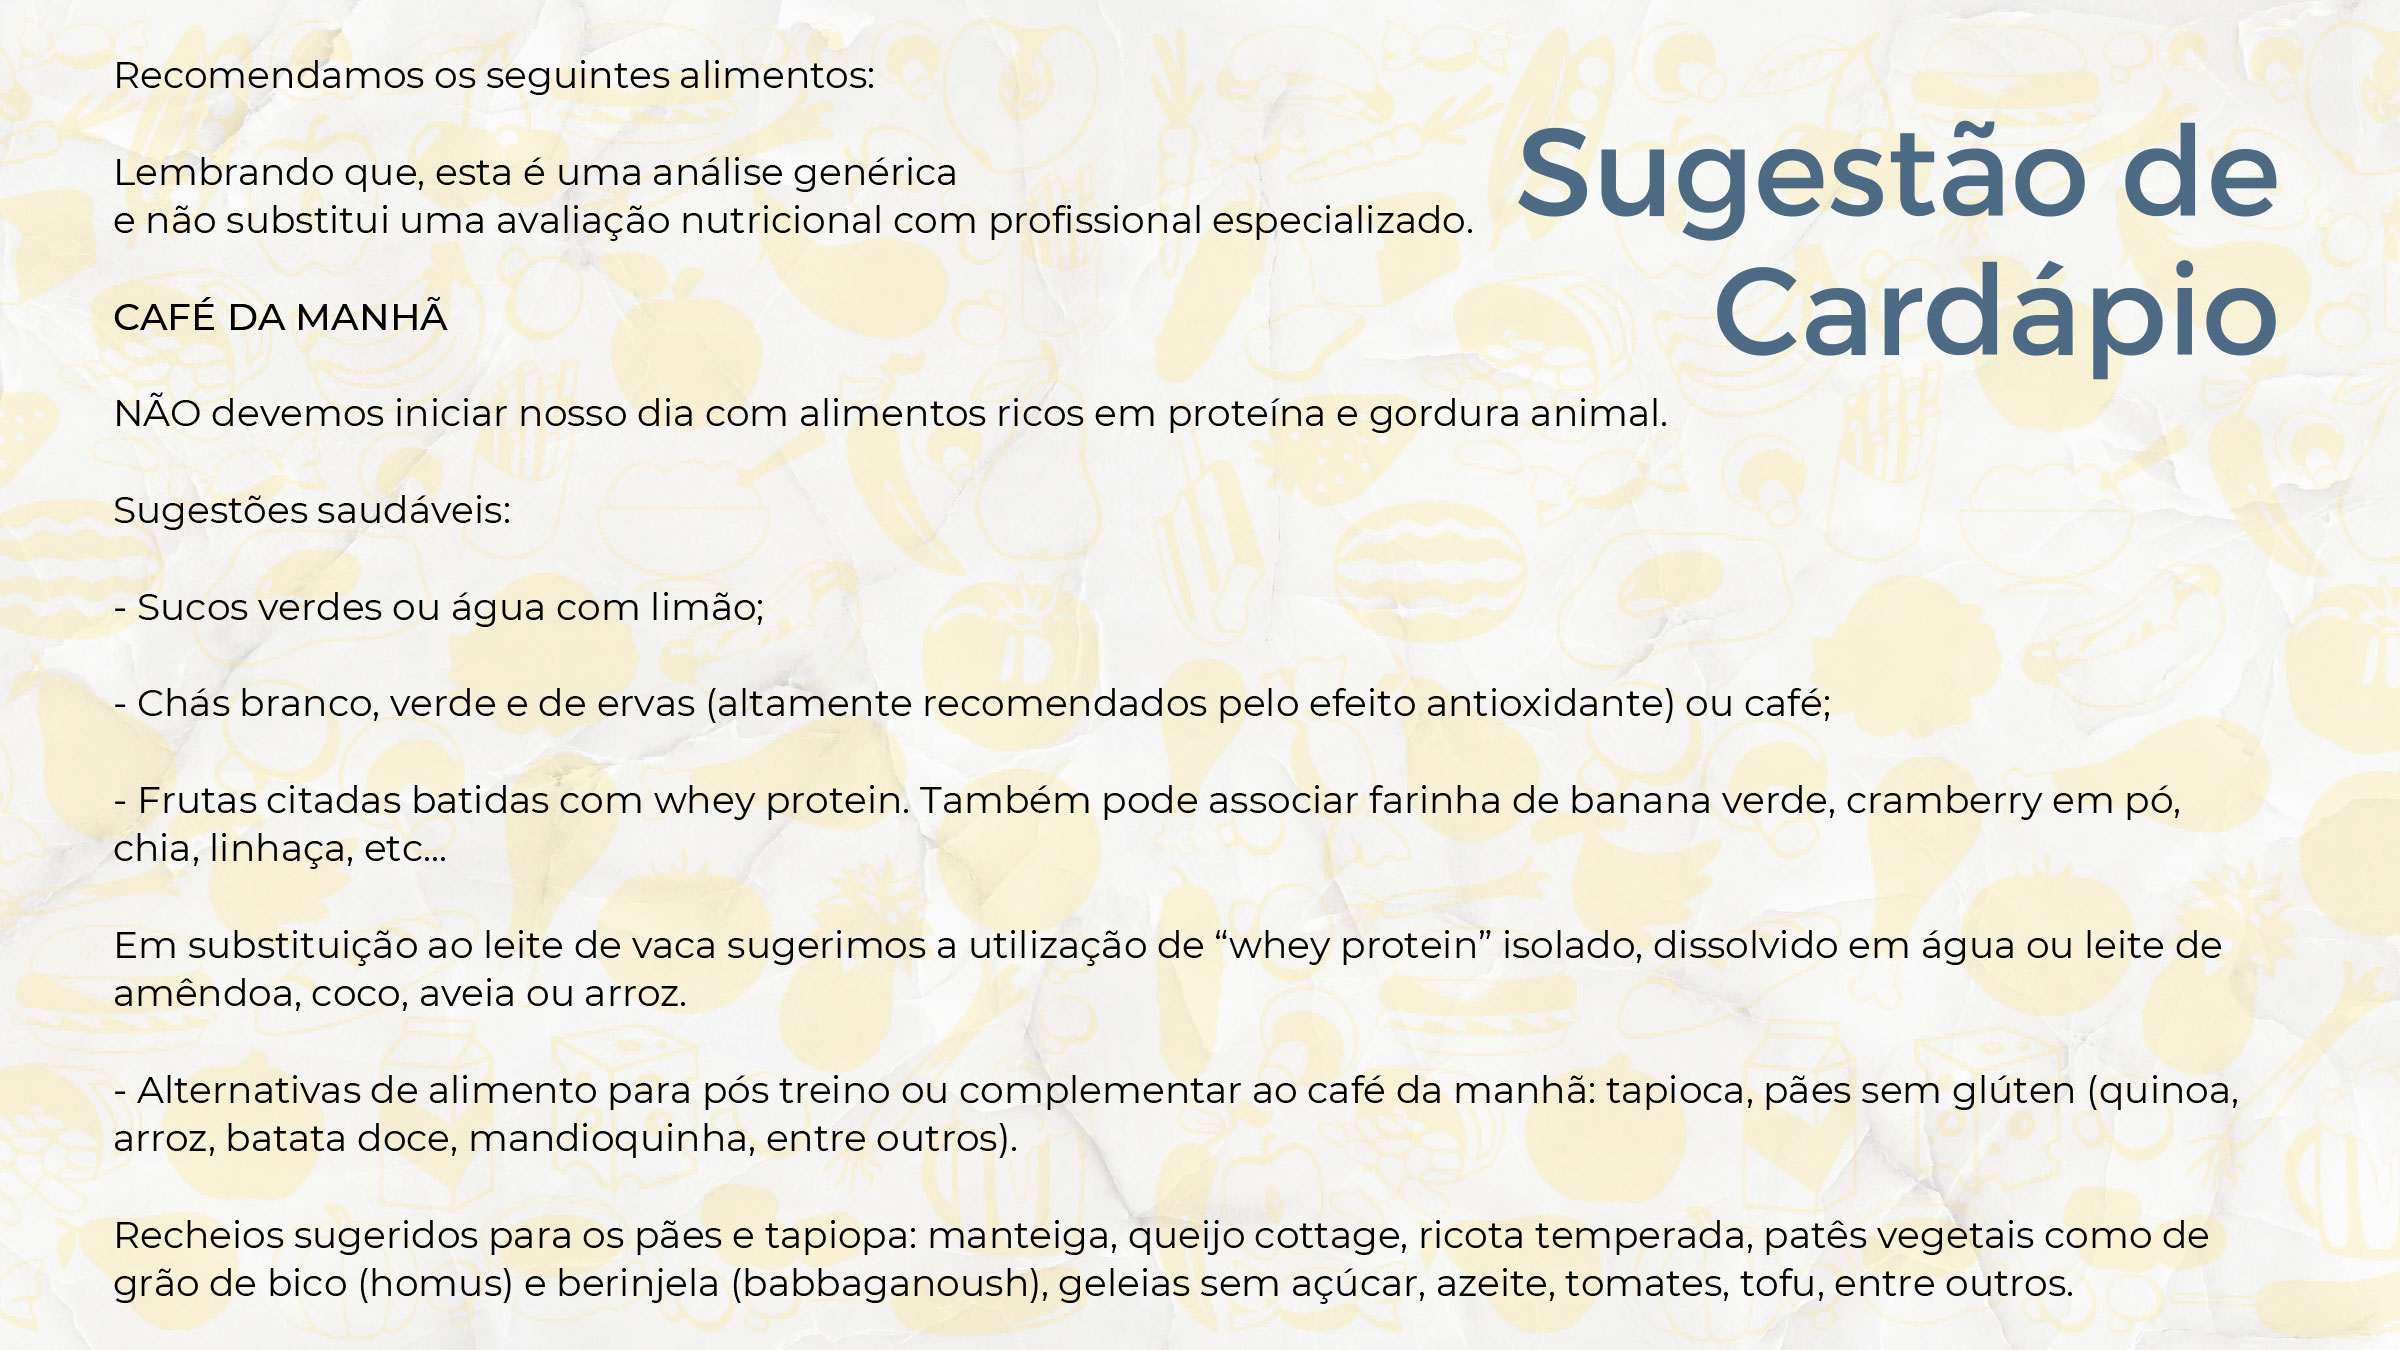 Sugestão de
Cardápio
Recomendamos os seguintes alimentos:
Lembrando que, esta é uma análise genérica
e não substitui uma avaliação nutricional com profissional especializado.
CAFÉ DA MANHÃ
NÃO devemos iniciar nosso dia com alimentos ricos em proteína e gordura animal.
Sugestões saudáveis:
- Sucos verdes ou água com limão;
- Chás branco, verde e de ervas (altamente recomendados pelo efeito antioxidante) ou café;
- Frutas citadas batidas com whey protein. Também pode associar farinha de banana verde, cramberry em pó,
chia, linhaça, etc...
Em substituição ao leite de vaca sugerimos a utilização de “whey protein” isolado, dissolvido em água ou leite de
amêndoa, coco, aveia ou arroz.
- Alternativas de alimento para pós treino ou complementar ao café da manhã: tapioca, pães sem glúten (quinoa,
arroz, batata doce, mandioquinha, entre outros).
Recheios sugeridos para os pães e tapiopa: manteiga, queijo cottage, ricota temperada, patês vegetais como de
grão de bico (homus) e berinjela (babbaganoush), geleias sem açúcar, azeite, tomates, tofu, entre outros.